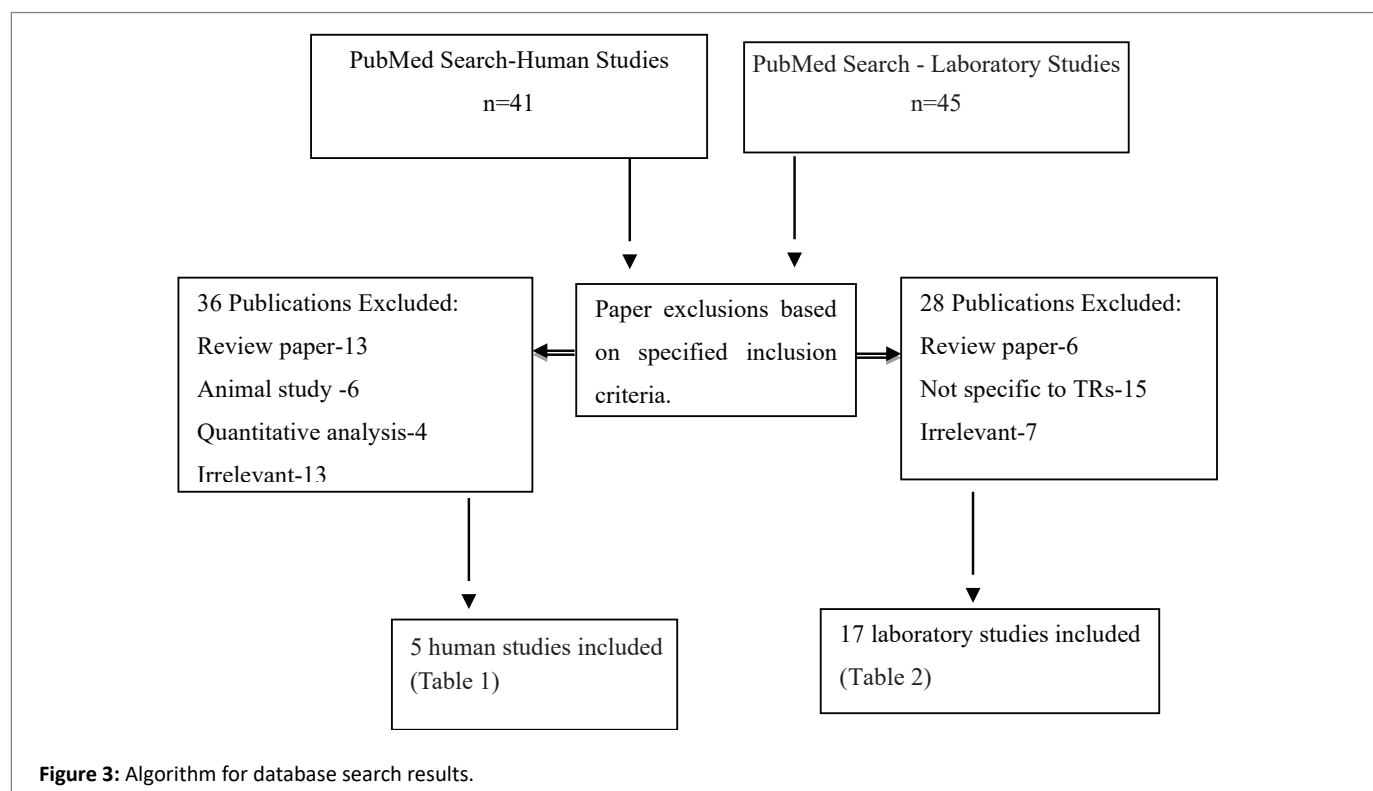 PubMed Search-Human Studies
n=41
PubMed Search - Laboratory Studies
n=45
36 Publications Excluded:
Review paper-13
Animal study -6
Quantitative analysis-4
Irrelevant-13
Paper exclusions based
on specified inclusion
criteria.
28 Publications Excluded:
Review paper-6
Not specific to TRs-15
Irrelevant-7
5 human studies included
(Table 1)
17 laboratory studies included
(Table 2)
Figure 3: Algorithm for database search results.